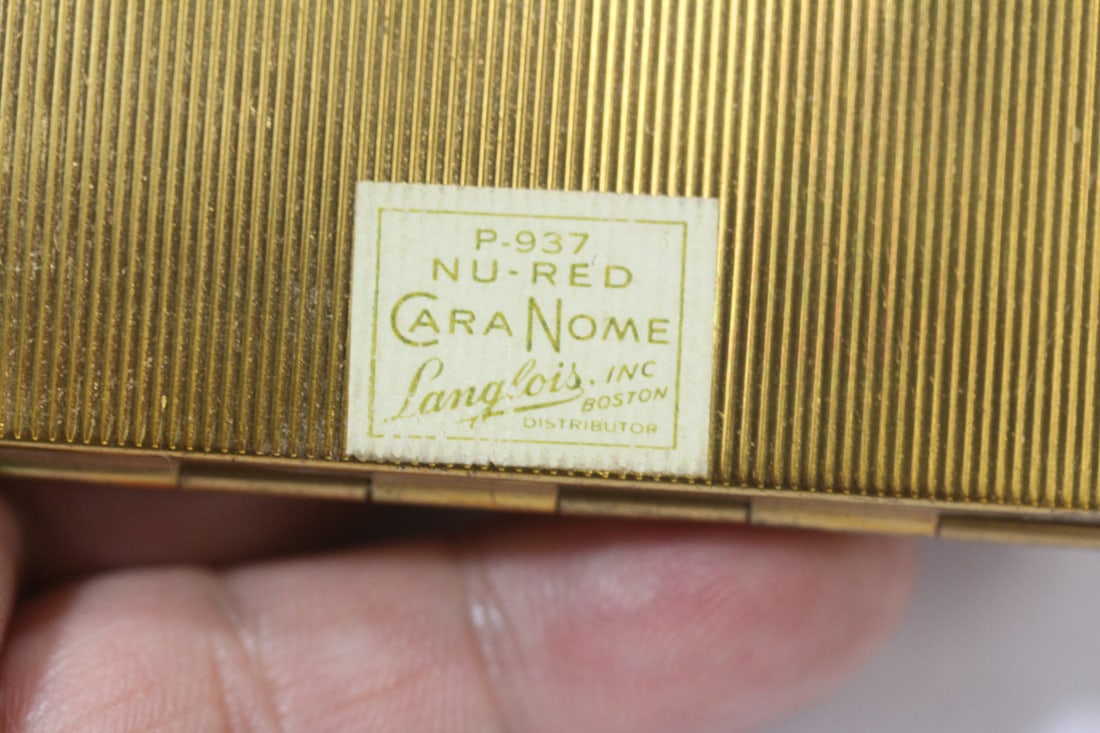 P-937
NU-RED
CARA NOME
Langlois. INC
BOSTON
DISTRIBUTOR